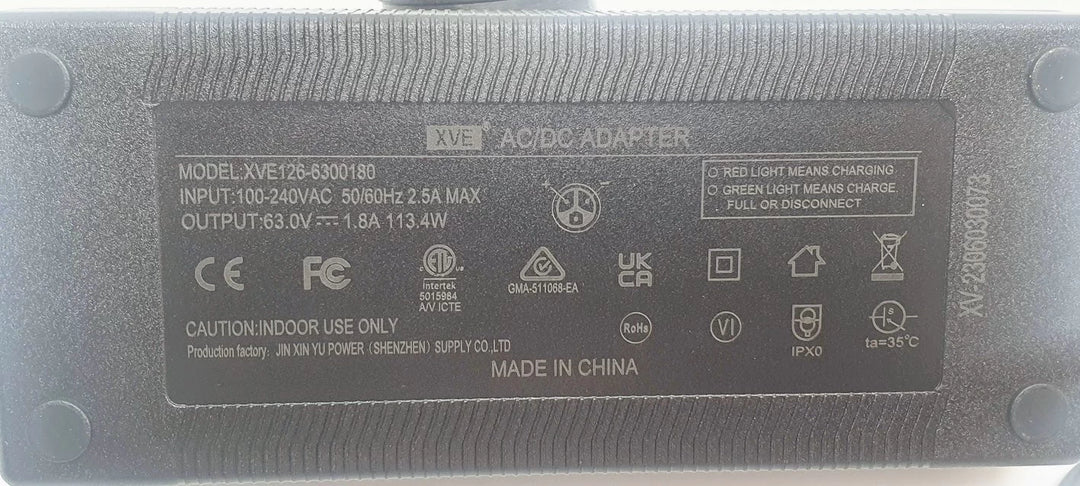 XVE® AC/DC ADAPTER
MODEL:XVE126-6300180
INPUT:100-240VAC 50/60Hz 2.5A MAX
OUTPUT:63.0V⎓1.8A 113.4W
RED LIGHT MEANS CHARGING
GREEN LIGHT MEANS CHARGE
FULL OR DISCONNECT
- +
CE
FC
c ETL us
Intertek
5015984
A/V ICTE
GMA-511068-EA
UK
CA
CAUTION:INDOOR USE ONLY
RoHs
VI
IPX0
S
ta=35℃
Production factory: JIN XIN YU POWER (SHENZHEN) SUPPLY CO.,LTD
MADE IN CHINA
XV-2306030073